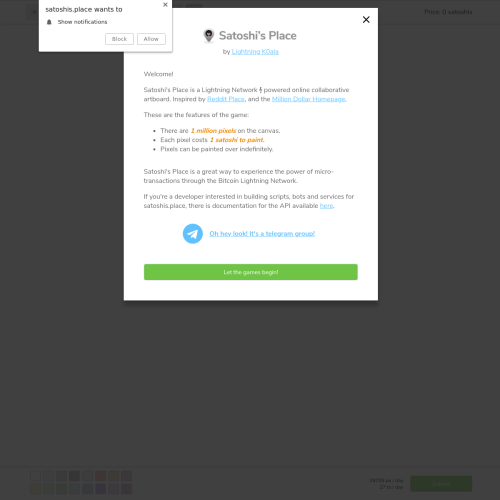 satoshis.place wants to
Show notifications
Block
Allow
Price: 0 satoshis
Satoshi's Place
by Lightning K0ala
Welcome!
Satoshi's Place is a Lightning Network powered online collaborative
artboard. Inspired by Reddit Place, and the Million Dollar Homepage.
These are the features of the game:
There are 1 million pixels on the canvas.
Each pixel costs 1 satoshi to paint.
Pixels can be painted over indefinitely.
Satoshi's Place is a great way to experience the power of micro-
transactions through the Bitcoin Lightning Network.
If you're a developer interested in building scripts, bots and services for
satoshis.place, there is documentation for the API available here.
Oh hey look! It's a telegram group!
Let the games begin!